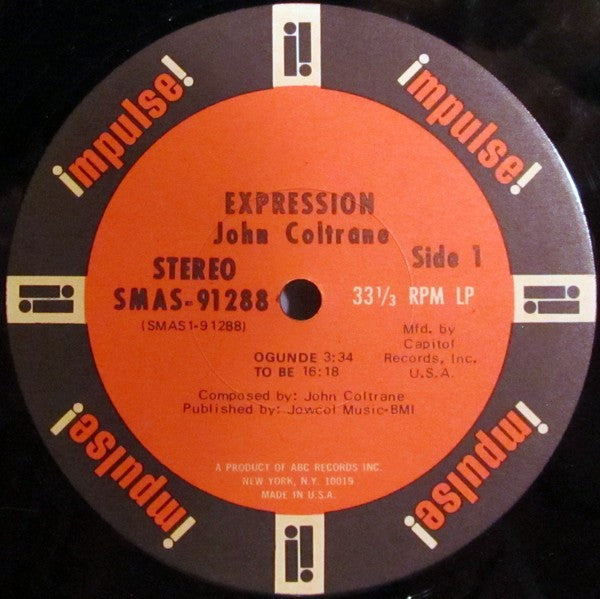 impulse!
impulse!
EXPRESSION
John Coltrane
STEREO
Side 1
SMAS-91288
33⅓ RPM LP
(SMAS1-91288)
Mfd. by
Capitol
Records, Inc.
U.S.A.
OGUNDE 3:34
TO BE 16:18
Composed by: John Coltrane
Published by: Jowcol Music-BMI
A PRODUCT OF ABC RECORDS INC.
NEW YORK, N.Y. 10019
MADE IN U.S.A.
impulse!
impulse!